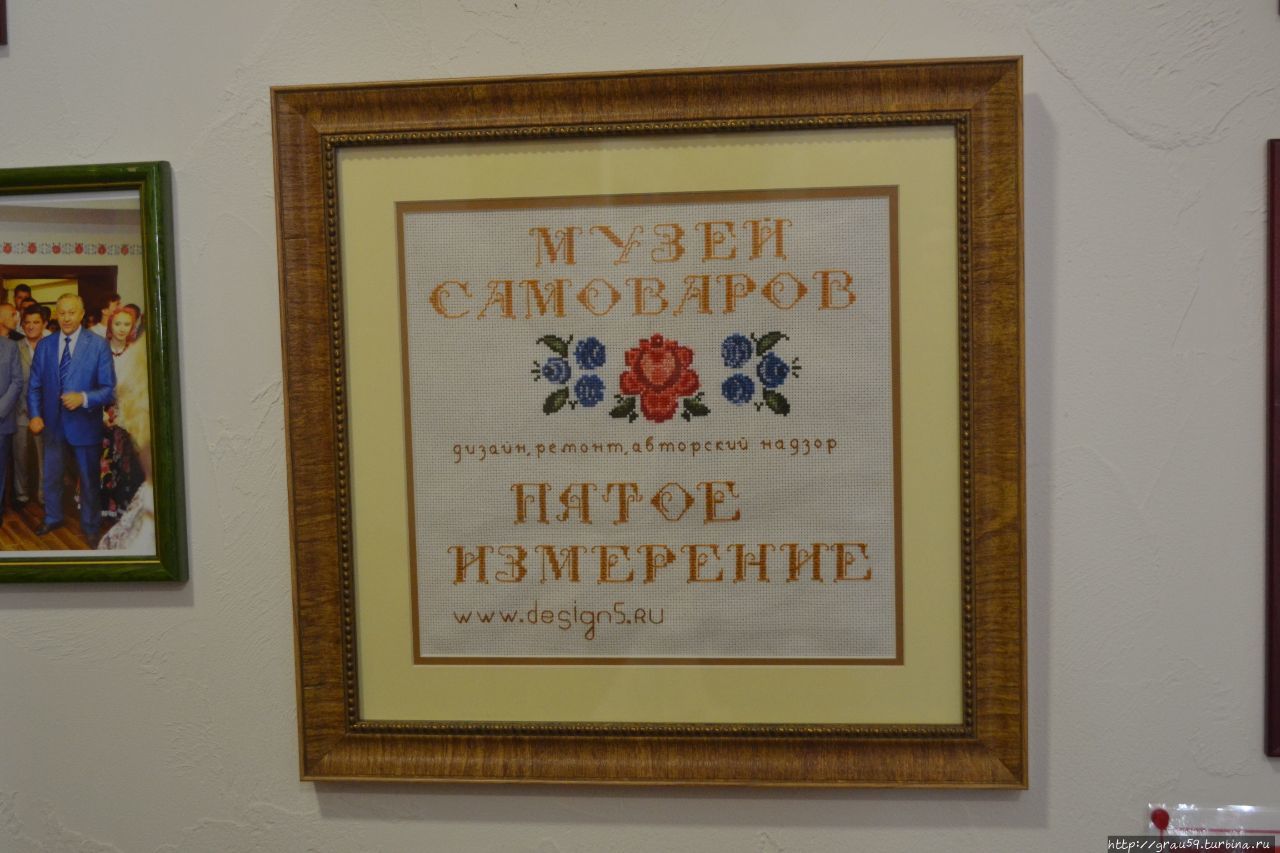 МУЗЕЙ
САМОВАРОВ
дизайн, ремонт, авторский надзор
ПЯТОЕ
ИЗМЕРЕНИЕ
www.design5.RU
http://grau59.turbina.ru